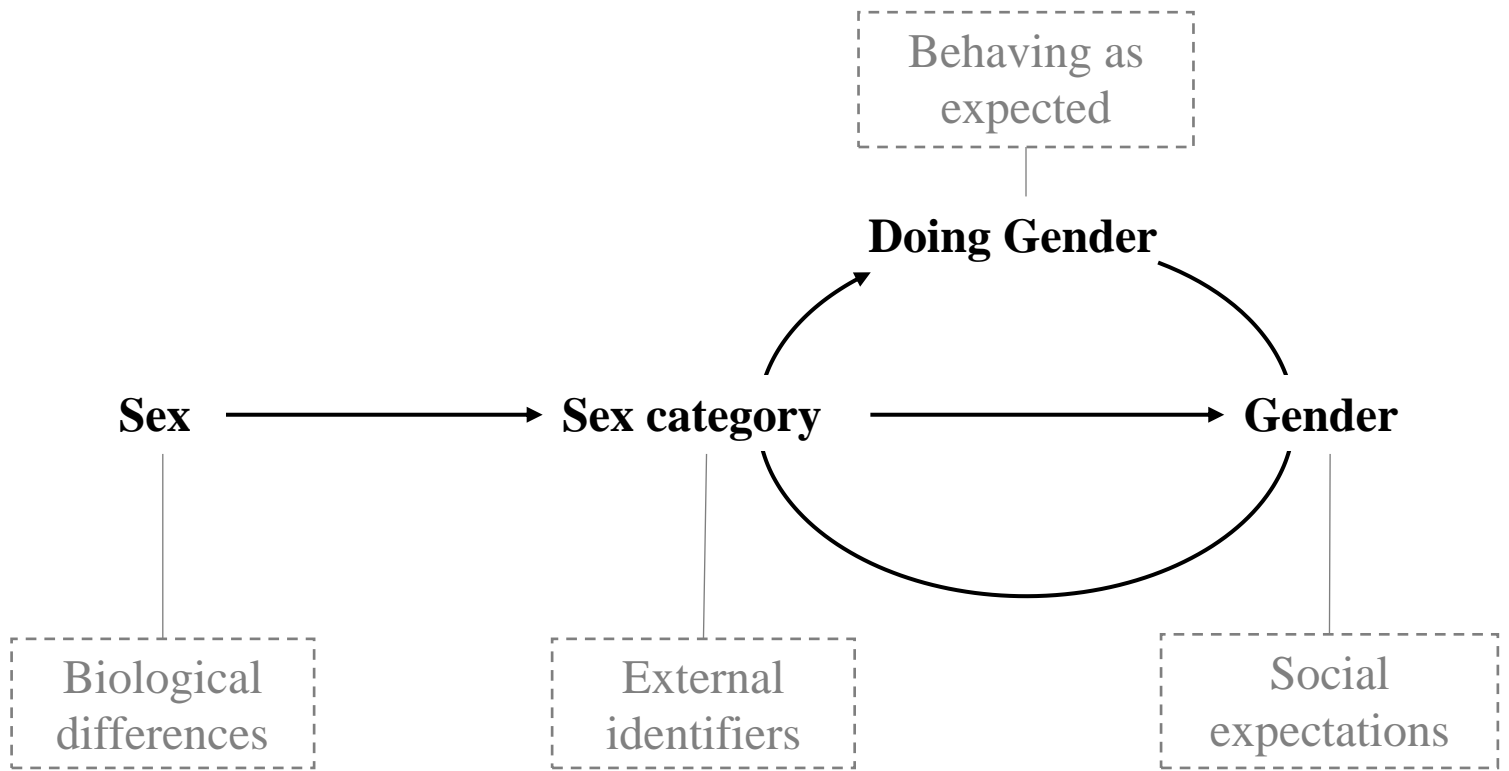 Behaving as
expected
Doing Gender
Sex
Sex category
Gender
Biological
differences
External
identifiers
Social
expectations